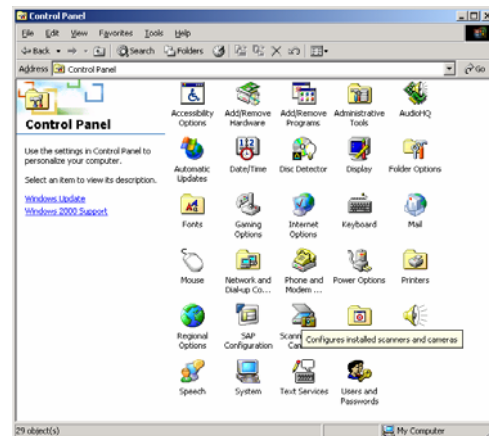 Control Panel
File Edit View Favorites Tools Help
Back Search Folders
Address Control Panel Go
Control Panel
Use the settings in Control Panel to
personalize your computer.
Select an item to view its description.
Windows Update
Windows 2000 Support
Accessibility Options
Add/Remove Hardware
Add/Remove Programs
Administrative Tools
AudioHQ
Automatic Updates
Date/Time
Disc Detector
Display
Folder Options
Fonts
Gaming Options
Internet Options
Keyboard
Mail
Mouse
Network and Dial-up Co...
Phone and Modem ...
Power Options
Printers
Regional Options
SAP Configuration
Scann
Ca
Configures installed scanners and cameras
Speech
System
Text Services
Users and Passwords
29 object(s) My Computer